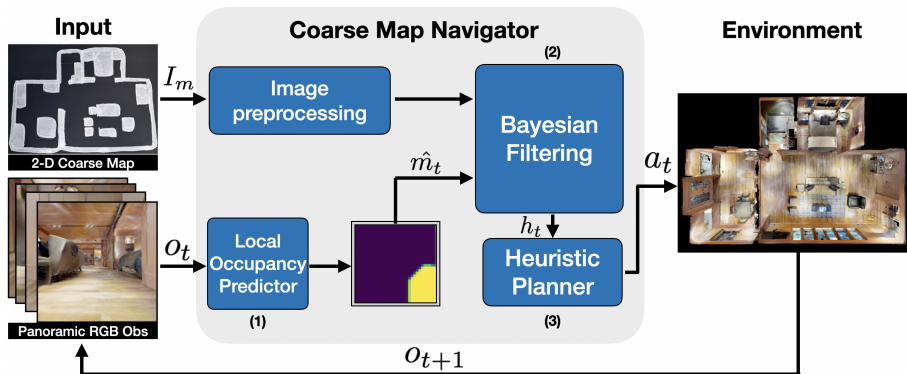 Input
Coarse Map Navigator
Environment
(2)
I_m
Image
preprocessing
Bayesian
Filtering
2-D Coarse Map
m̂_t
a_t
o_t
Local
Occupancy
Predictor
h_t
Heuristic
Planner
Panoramic RGB Obs
(1)
(3)
o_{t+1}